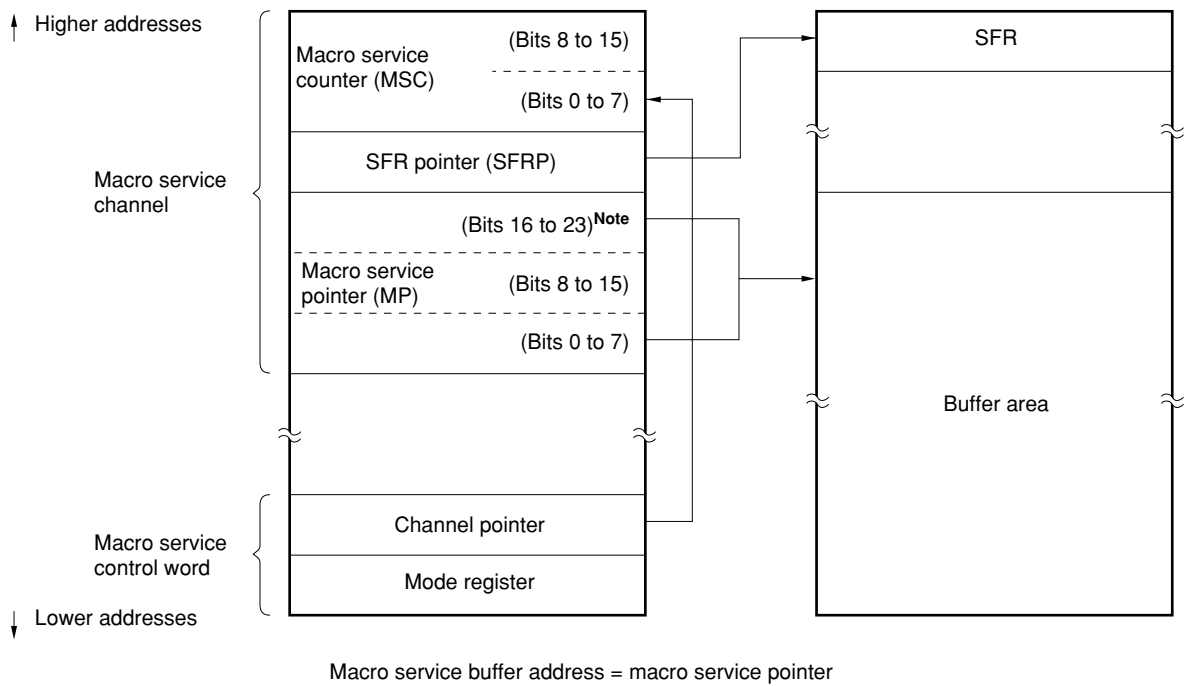 Higher addresses
Macro service
channel
Macro service
counter (MSC)
(Bits 8 to 15)
(Bits 0 to 7)
SFR pointer (SFRP)
(Bits 16 to 23)Note
Macro service
pointer (MP)
(Bits 8 to 15)
(Bits 0 to 7)
Macro service
control word
Channel pointer
Mode register
Lower addresses
SFR
Buffer area
Macro service buffer address = macro service pointer